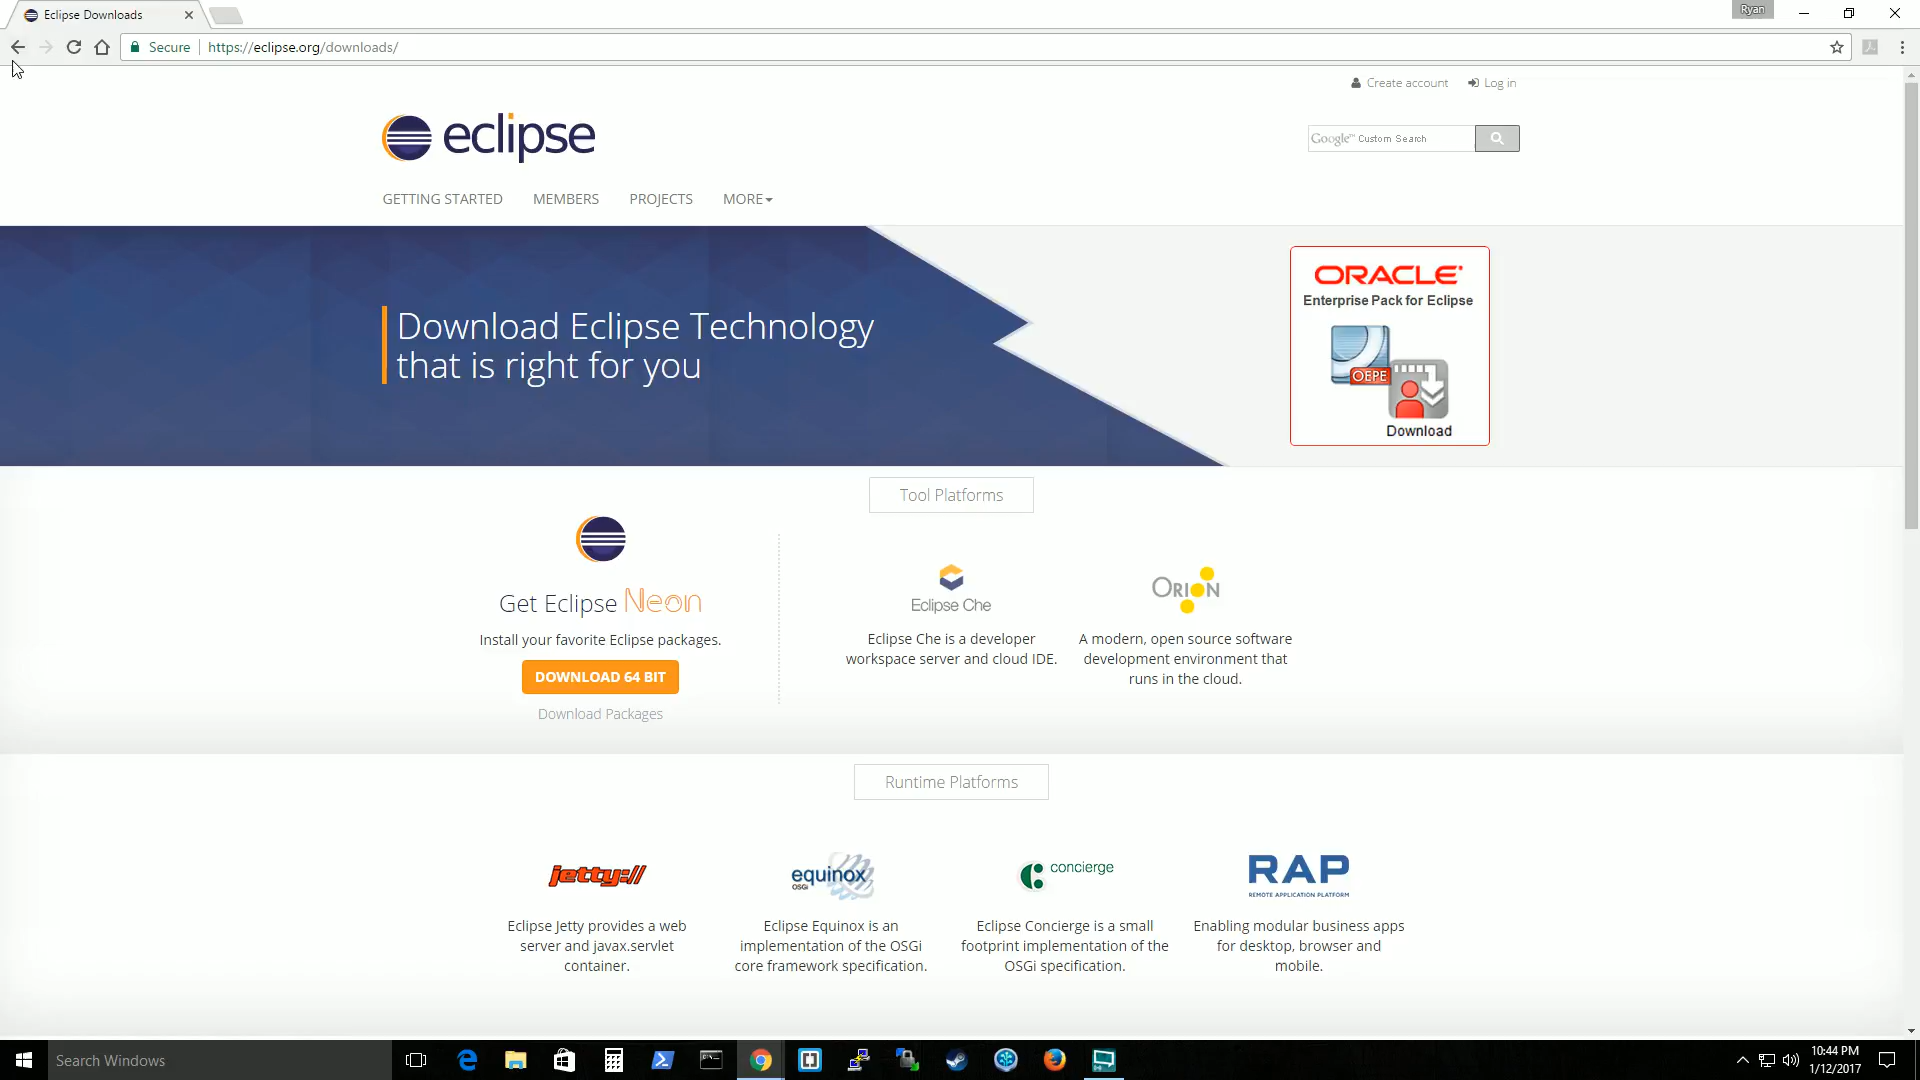 Eclipse Downloads
Ryan
Secure
https://eclipse.org/downloads/
Create account
Log in
eclipse
Google™ Custom Search
GETTING STARTED
MEMBERS
PROJECTS
MORE
Download Eclipse Technology
that is right for you
ORACLE
Enterprise Pack for Eclipse
OEPE
Download
Tool Platforms
Get Eclipse Neon
Install your favorite Eclipse packages.
DOWNLOAD 64 BIT
Download Packages
Eclipse Che
Eclipse Che is a developer
workspace server and cloud IDE.
ORION
A modern, open source software
development environment that
runs in the cloud.
Runtime Platforms
jetty://
Eclipse Jetty provides a web
server and javax.servlet
container.
equinox
OSGi
Eclipse Equinox is an
implementation of the OSGi
core framework specification.
concierge
Eclipse Concierge is a small
footprint implementation of the
OSGi specification.
RAP
REMOTE APPLICATION PLATFORM
Enabling modular business apps
for desktop, browser and
mobile.
Search Windows
10:44 PM
1/12/2017